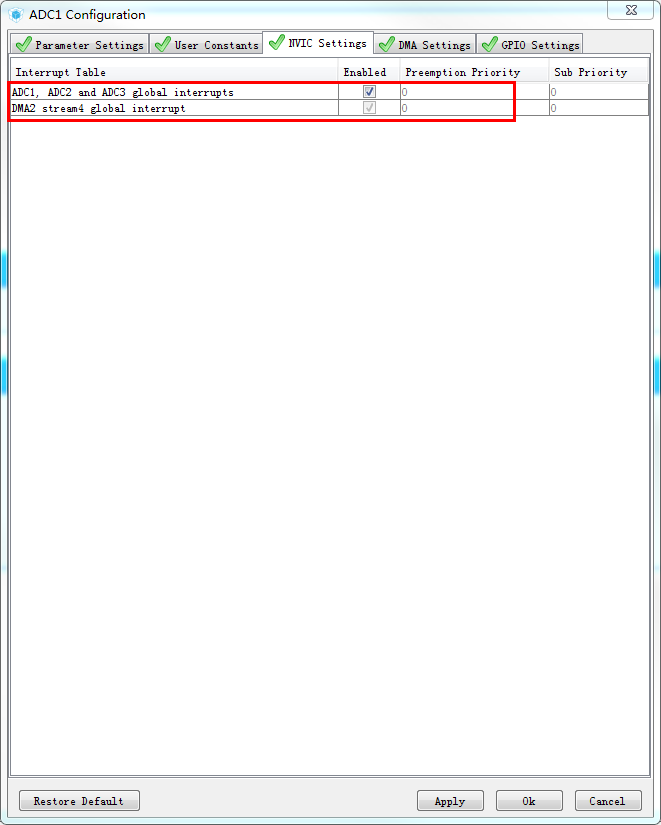 ADC1 Configuration
Parameter Settings User Constants NVIC Settings DMA Settings GPIO Settings
Interrupt Table Enabled Preemption Priority Sub Priority
ADC1, ADC2 and ADC3 global interrupts 0 0
DMA2 stream4 global interrupt 0 0
Restore Default Apply Ok Cancel